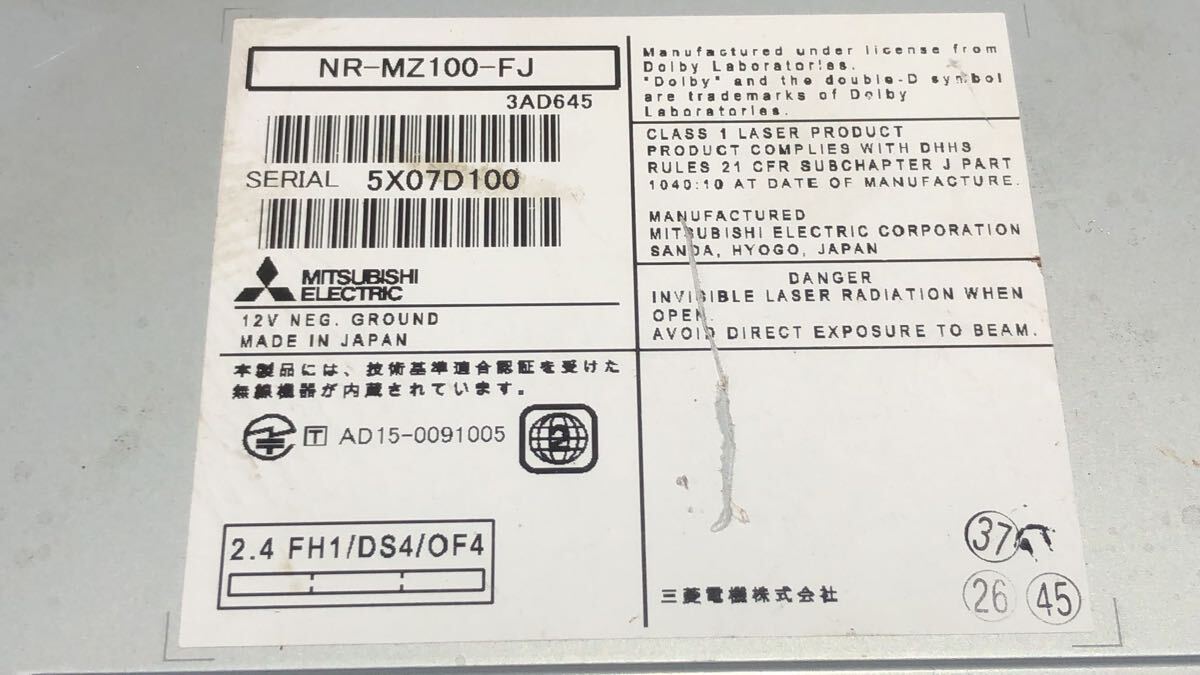 NR-MZ100-FJ
3AD645
SERIAL 5X07D100
MITSUBISHI
ELECTRIC
12V NEG. GROUND
MADE IN JAPAN
本製品には、技術基準適合認証を受けた
無線機器が内蔵されています。
T AD15-0091005
2
2.4 FH1/DS4/OF4
Manufactured under license from
Dolby Laboratories.
"Dolby" and the double-D symbol
are trademarks of Dolby
Laboratories.
CLASS 1 LASER PRODUCT
PRODUCT COMPLIES WITH DHHS
RULES 21 CFR SUBCHAPTER J PART
1040:10 AT DATE OF MANUFACTURE.
MANUFACTURED
MITSUBISHI ELECTRIC CORPORATION
SANDA, HYOGO, JAPAN
DANGER
INVISIBLE LASER RADIATION WHEN
OPEN.
AVOID DIRECT EXPOSURE TO BEAM.
37
26 45
三菱電機株式会社